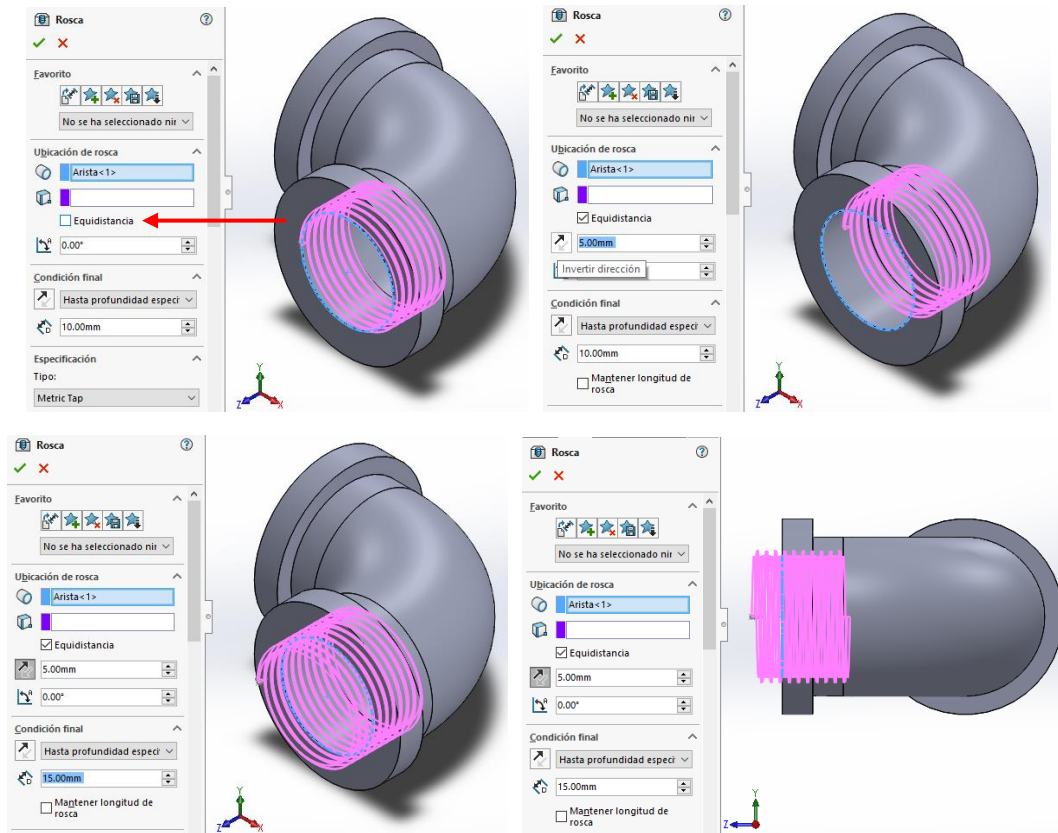 Rosca
Favorito
No se ha seleccionado nir
Ubicación de rosca
Arista<1>
Equidistancia
0.00°
Condición final
Hasta profundidad especif
10.00mm
Especificación
Tipo:
Metric Tap
Y
Z
X
Rosca
Favorito
No se ha seleccionado nir
Ubicación de rosca
Arista<1>
Equidistancia
5.00mm
Invertir dirección
Condición final
Hasta profundidad especif
10.00mm
Mantener longitud de
rosca
Y
Z
X
Rosca
Favorito
No se ha seleccionado nir
Ubicación de rosca
Arista<1>
Equidistancia
5.00mm
0.00°
Condición final
Hasta profundidad especif
15.00mm
Mantener longitud de
rosca
Y
Z
X
Rosca
Favorito
No se ha seleccionado nir
Ubicación de rosca
Arista<1>
Equidistancia
5.00mm
0.00°
Condición final
Hasta profundidad especif
15.00mm
Mantener longitud de
rosca
Y
Z